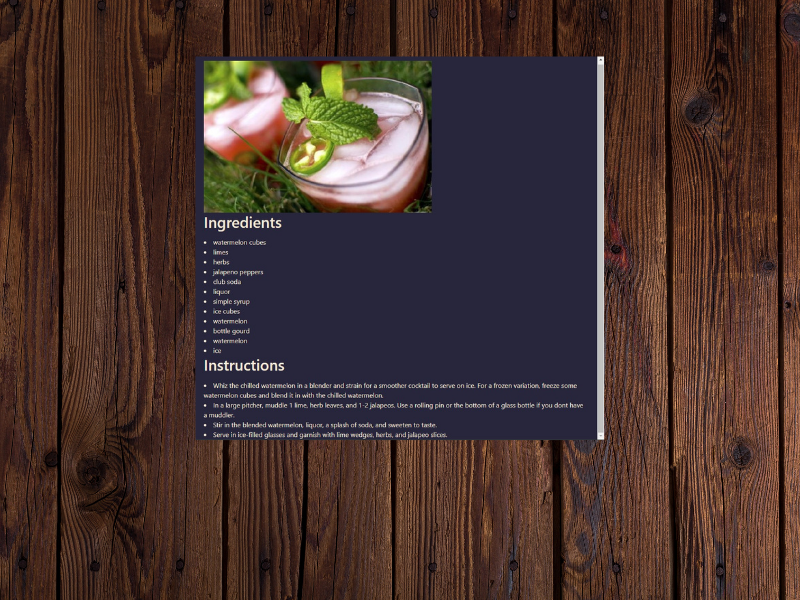 Ingredients
watermelon cubes
limes
herbs
jalapeno peppers
club soda
liquor
simple syrup
ice cubes
watermelon
bottle gourd
watermelon
ice
Instructions
Whiz the chilled watermelon in a blender and strain for a smoother cocktail to serve on ice. For a frozen variation, freeze some
watermelon cubes and blend it in with the chilled watermelon.
In a large pitcher, muddle 1 lime, herb leaves, and 1-2 jalapeos. Use a rolling pin or the bottom of a glass bottle if you dont have
a muddler.
Stir in the blended watermelon, liquor, a splash of soda, and sweeten to taste.
Serve in ice-filled glasses and garnish with lime wedges, herbs, and jalapeo slices.